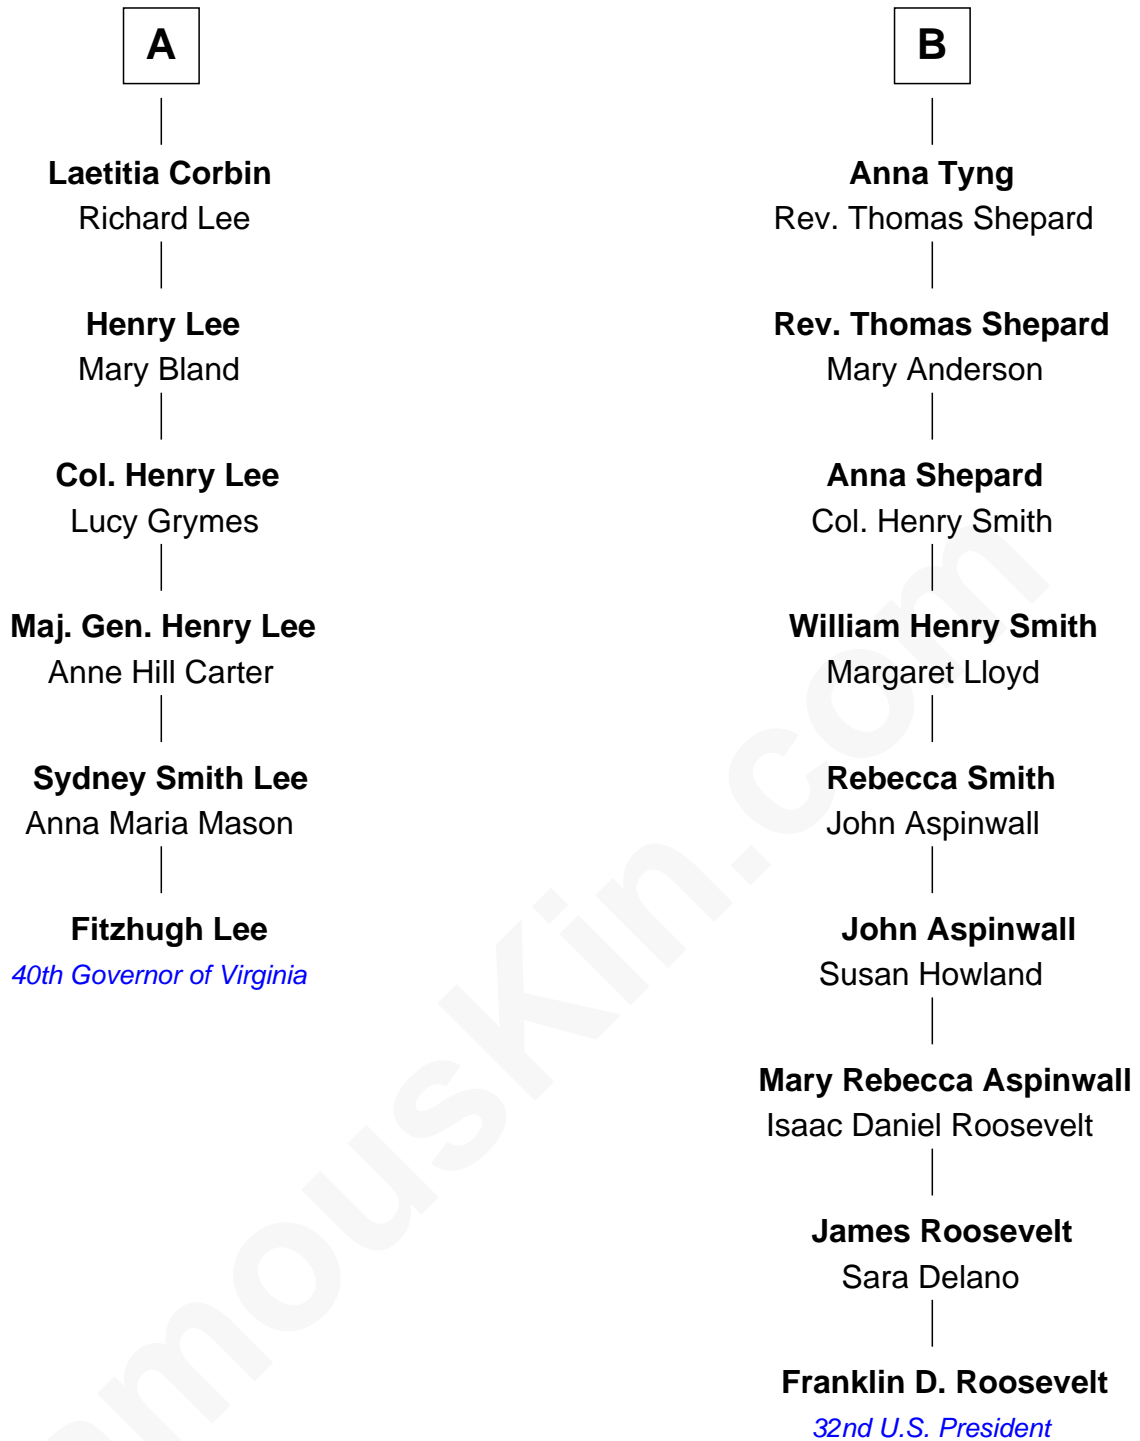 A
Laetitia Corbin
Richard Lee
Henry Lee
Mary Bland
Col. Henry Lee
Lucy Grymes
Maj. Gen. Henry Lee
Anne Hill Carter
Sydney Smith Lee
Anna Maria Mason
Fitzhugh Lee
40th Governor of Virginia
B
Anna Tyng
Rev. Thomas Shepard
Rev. Thomas Shepard
Mary Anderson
Anna Shepard
Col. Henry Smith
William Henry Smith
Margaret Lloyd
Rebecca Smith
John Aspinwall
John Aspinwall
Susan Howland
Mary Rebecca Aspinwall
Isaac Daniel Roosevelt
James Roosevelt
Sara Delano
Franklin D. Roosevelt
32nd U.S. President
amouskin.com